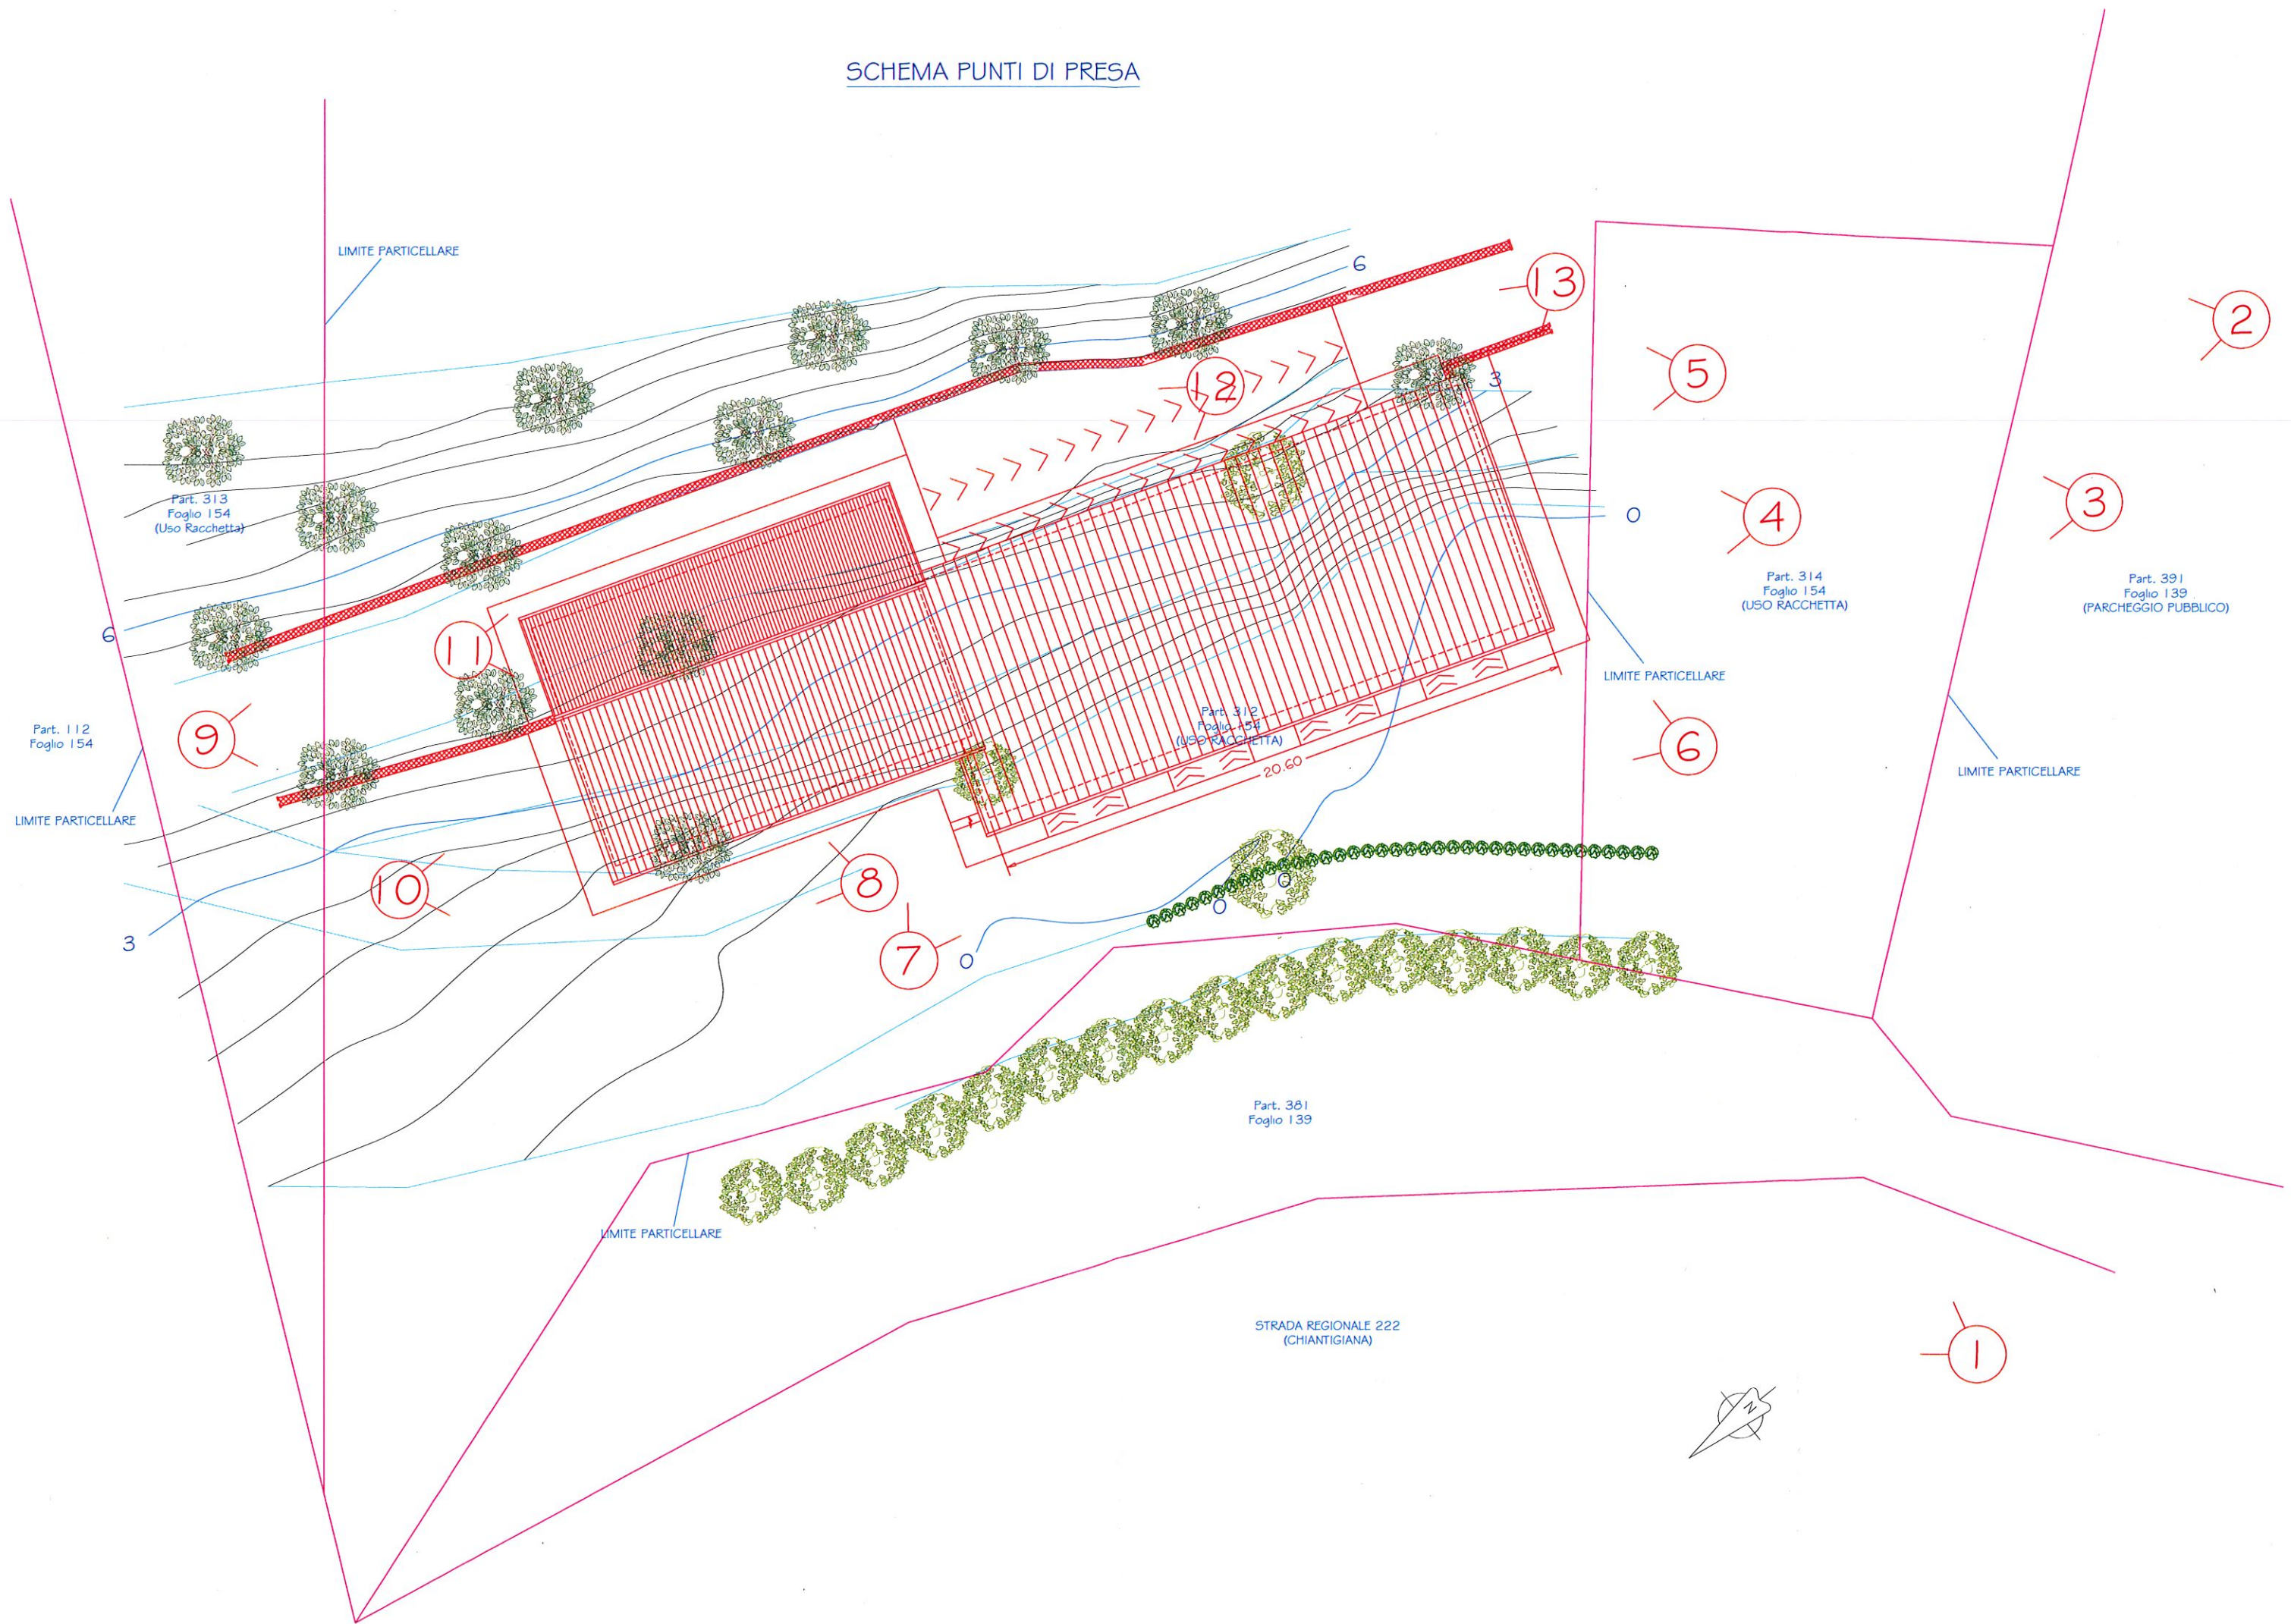 SCHEMA PUNTI DI PRESA
LIMITE PARTICELLARE
6
13
2
5
12
3
3
4
0
Part. 313
Foglio 154
(Uso Racchetta)
Part. 314
Foglio 154
(USO RACCHETTA)
Part. 391
Foglio 139
(PARCHEGGIO PUBBLICO)
6
11
LIMITE PARTICELLARE
Part. 312
Foglio 154
(USO RACCHETTA)
9
Part. 112
Foglio 154
6
20.60
LIMITE PARTICELLARE
LIMITE PARTICELLARE
10
8
0
0
3
7
0
Part. 381
Foglio 139
LIMITE PARTICELLARE
STRADA REGIONALE 222
(CHIANTIGIANA)
1
N